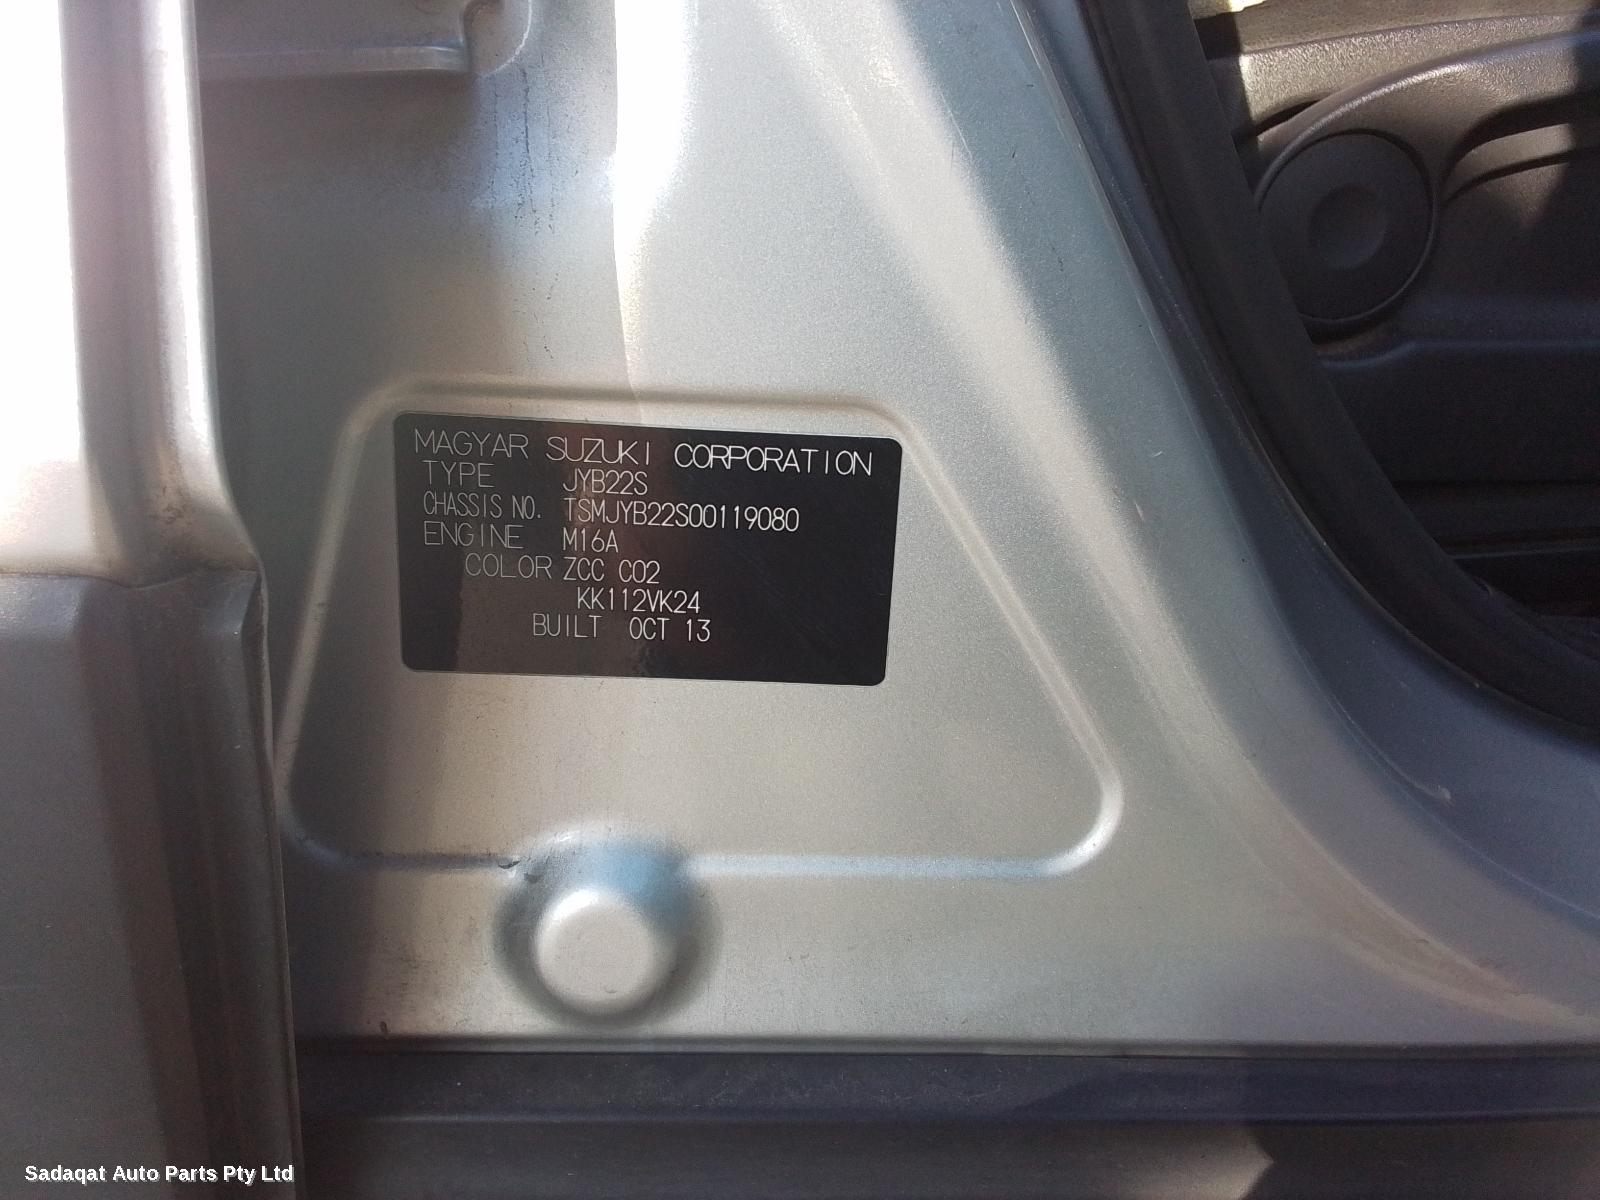 MAGYAR SUZUKI CORPORATION
TYPE JYB22S
CHASSIS NO. TSMJYB22S00119080
ENGINE M16A
COLOR ZCC C02
KK112VK24
BUILT OCT 13
Sadaqat Auto Parts Pty Ltd